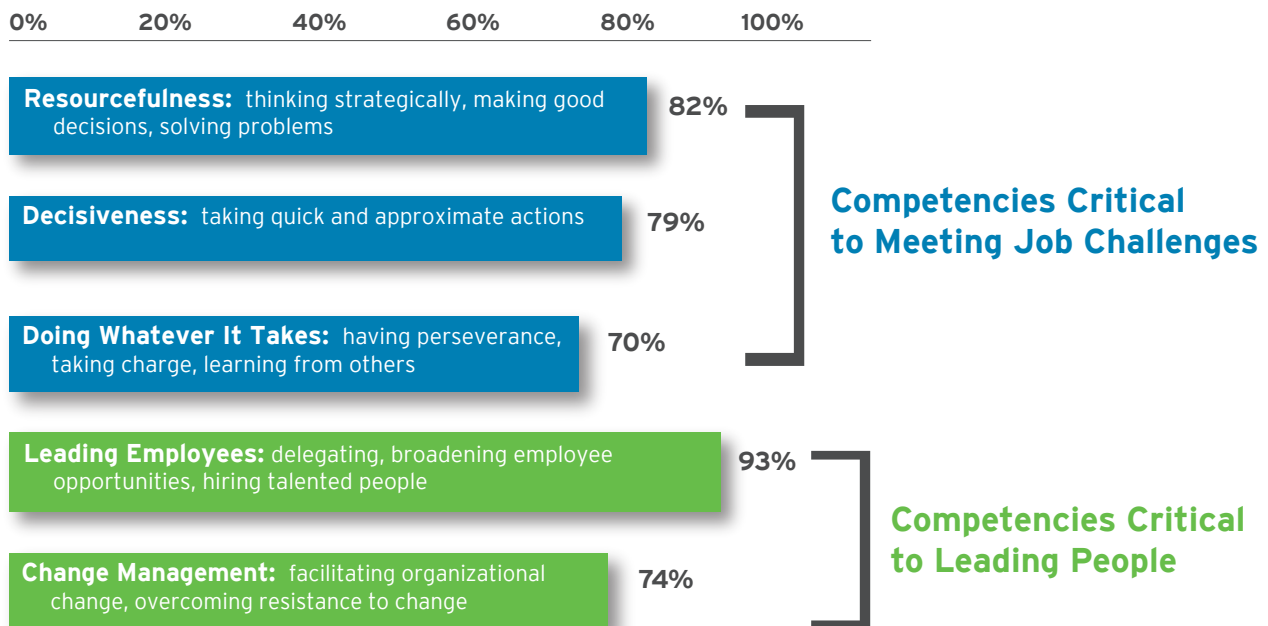 0% 20% 40% 60% 80% 100%
Resourcefulness: thinking strategically, making good
decisions, solving problems
82%
Decisiveness: taking quick and approximate actions
79%
Competencies Critical
to Meeting Job Challenges
Doing Whatever It Takes: having perseverance,
taking charge, learning from others
70%
Leading Employees: delegating, broadening employee
opportunities, hiring talented people
93%
Competencies Critical
to Leading People
Change Management: facilitating organizational
change, overcoming resistance to change
74%